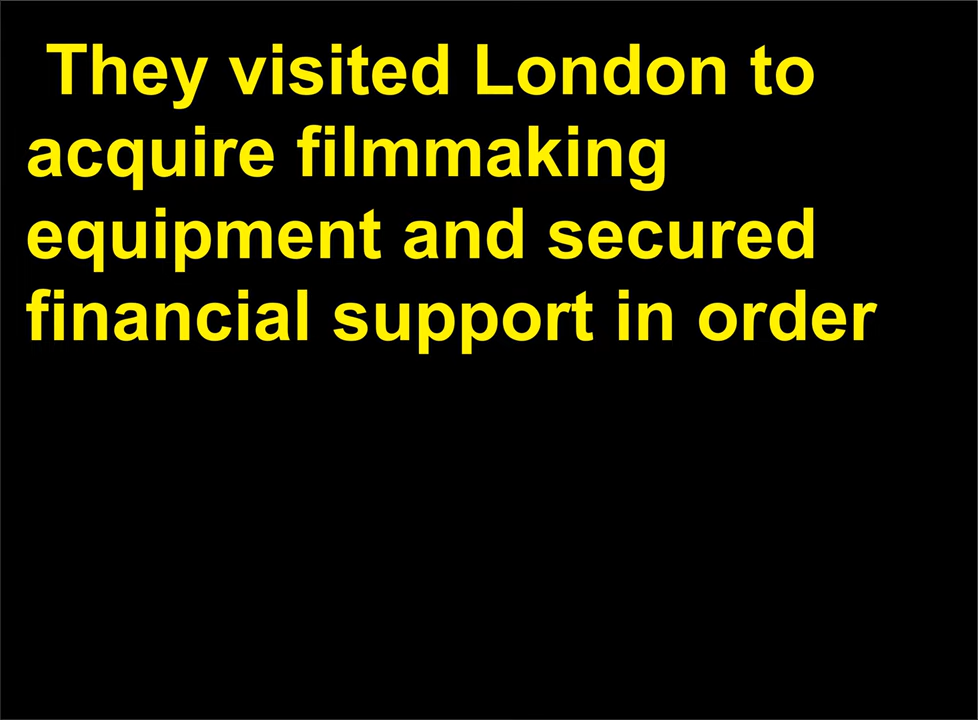 They visited London to
acquire filmmaking
equipment and secured
financial support in order